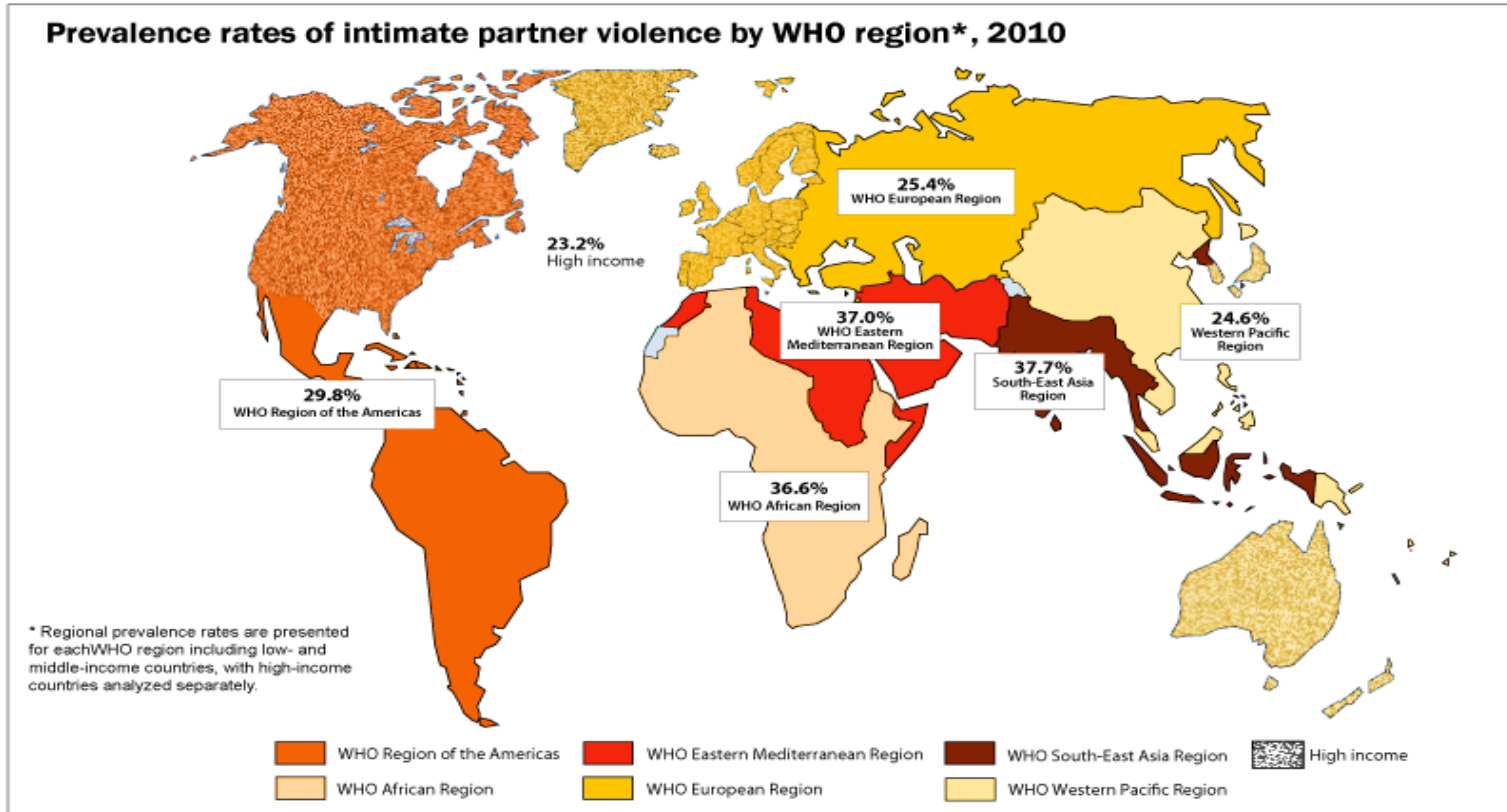 Prevalence rates of intimate partner violence by WHO region*, 2010
25.4%
WHO European Region
23.2%
High income
37.0%
WHO Eastern
Mediterranean Region
24.6%
Western Pacific
Region
37.7%
South-East Asia
Region
29.8%
WHO Region of the Americas
36.6%
WHO African Region
* Regional prevalence rates are presented
for eachWHO region including low- and
middle-income countries, with high-income
countries analyzed separately.
WHO Region of the Americas
WHO Eastern Mediterranean Region
WHO South-East Asia Region
High income
WHO African Region
WHO European Region
WHO Western Pacific Region